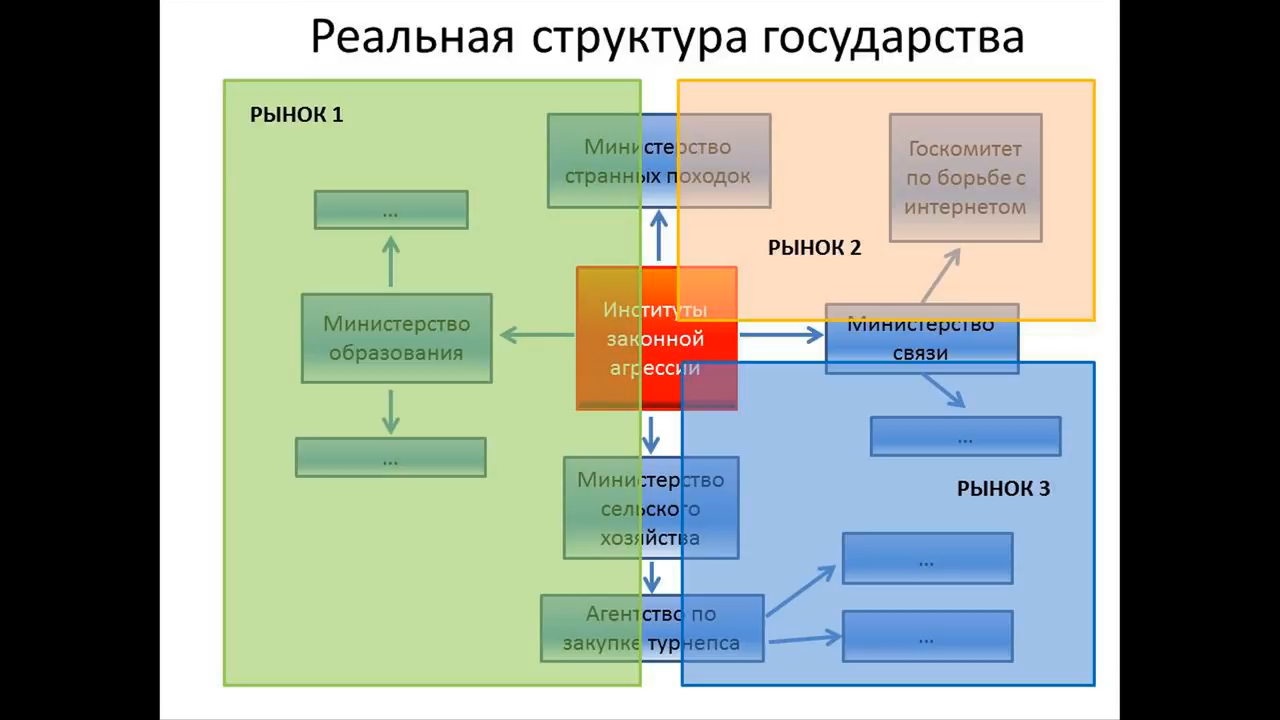 Реальная структура государства
РЫНОК 1
Министерство
странных походок
Госкомитет
по борьбе с
интернетом
...
РЫНОК 2
Министерство
образования
Институты
законной
агрессии
Министерство
связи
...
...
РЫНОК 3
Министерство
сельского
хозяйства
...
Агентство по
закупке турнепса
...